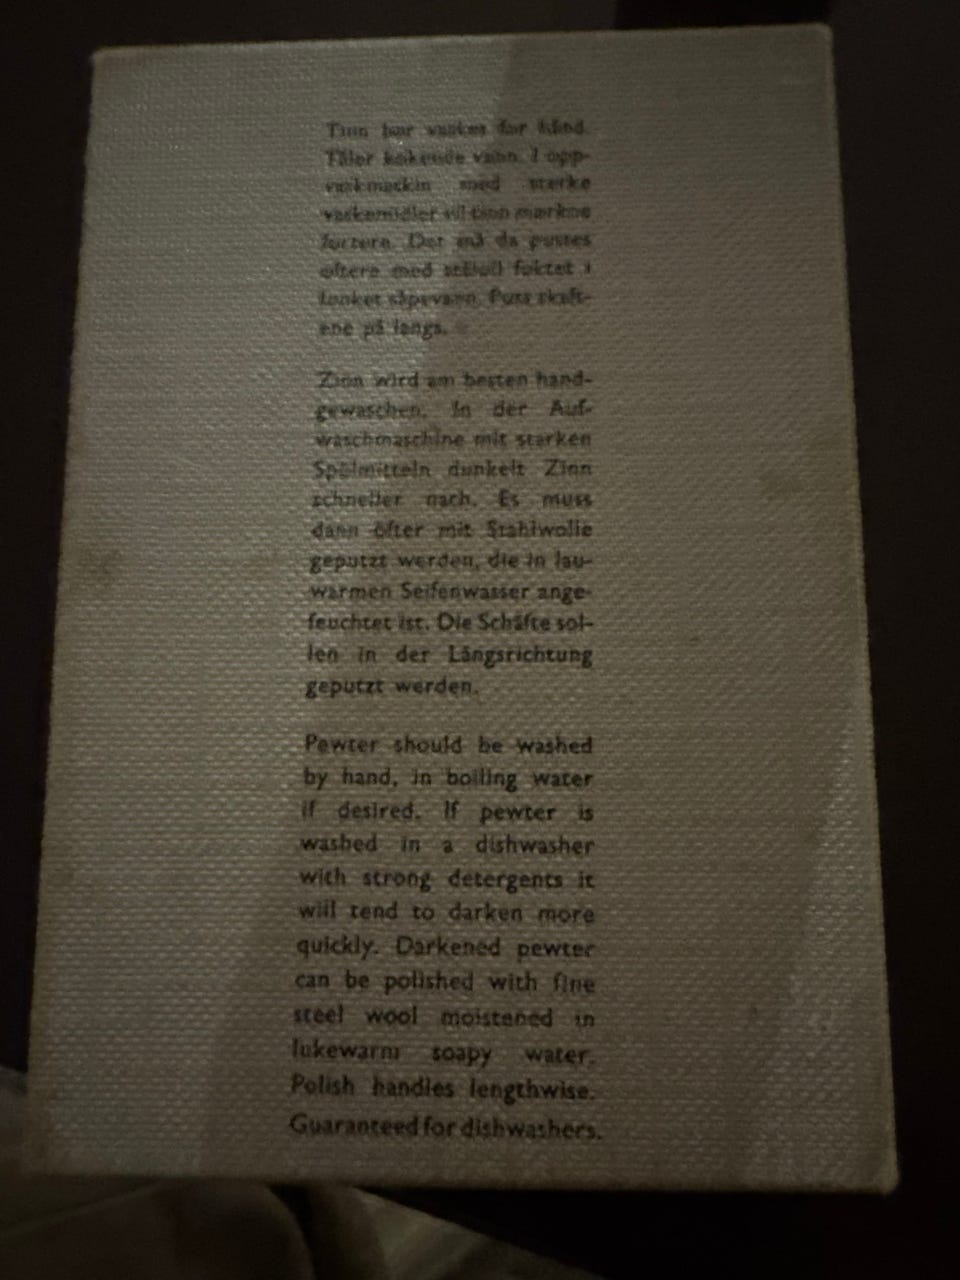 Tinn bør vaskes for hånd.
Tåler kokende vann. I opp-
vaskmaskin med sterke
vaskemidler vil tinn mørkne
fortere. Det må da pusses
oftere med stålull fuktet i
lunket såpevann. Puss skaft-
ene på langs.
Zinn wird am besten hand-
gewaschen. In der Auf-
waschmaschine mit starken
Spülmitteln dunkelt Zinn
schneller nach. Es muss
dann öfter mit Stahlwolle
geputzt werden, die in lau-
warmen Seifenwasser ange-
feuchtet ist. Die Schäfte sol-
len in der Längsrichtung
geputzt werden.
Pewter should be washed
by hand, in boiling water
if desired. If pewter is
washed in a dishwasher
with strong detergents it
will tend to darken more
quickly. Darkened pewter
can be polished with fine
steel wool moistened in
lukewarm soapy water.
Polish handles lengthwise.
Guaranteed for dishwashers.